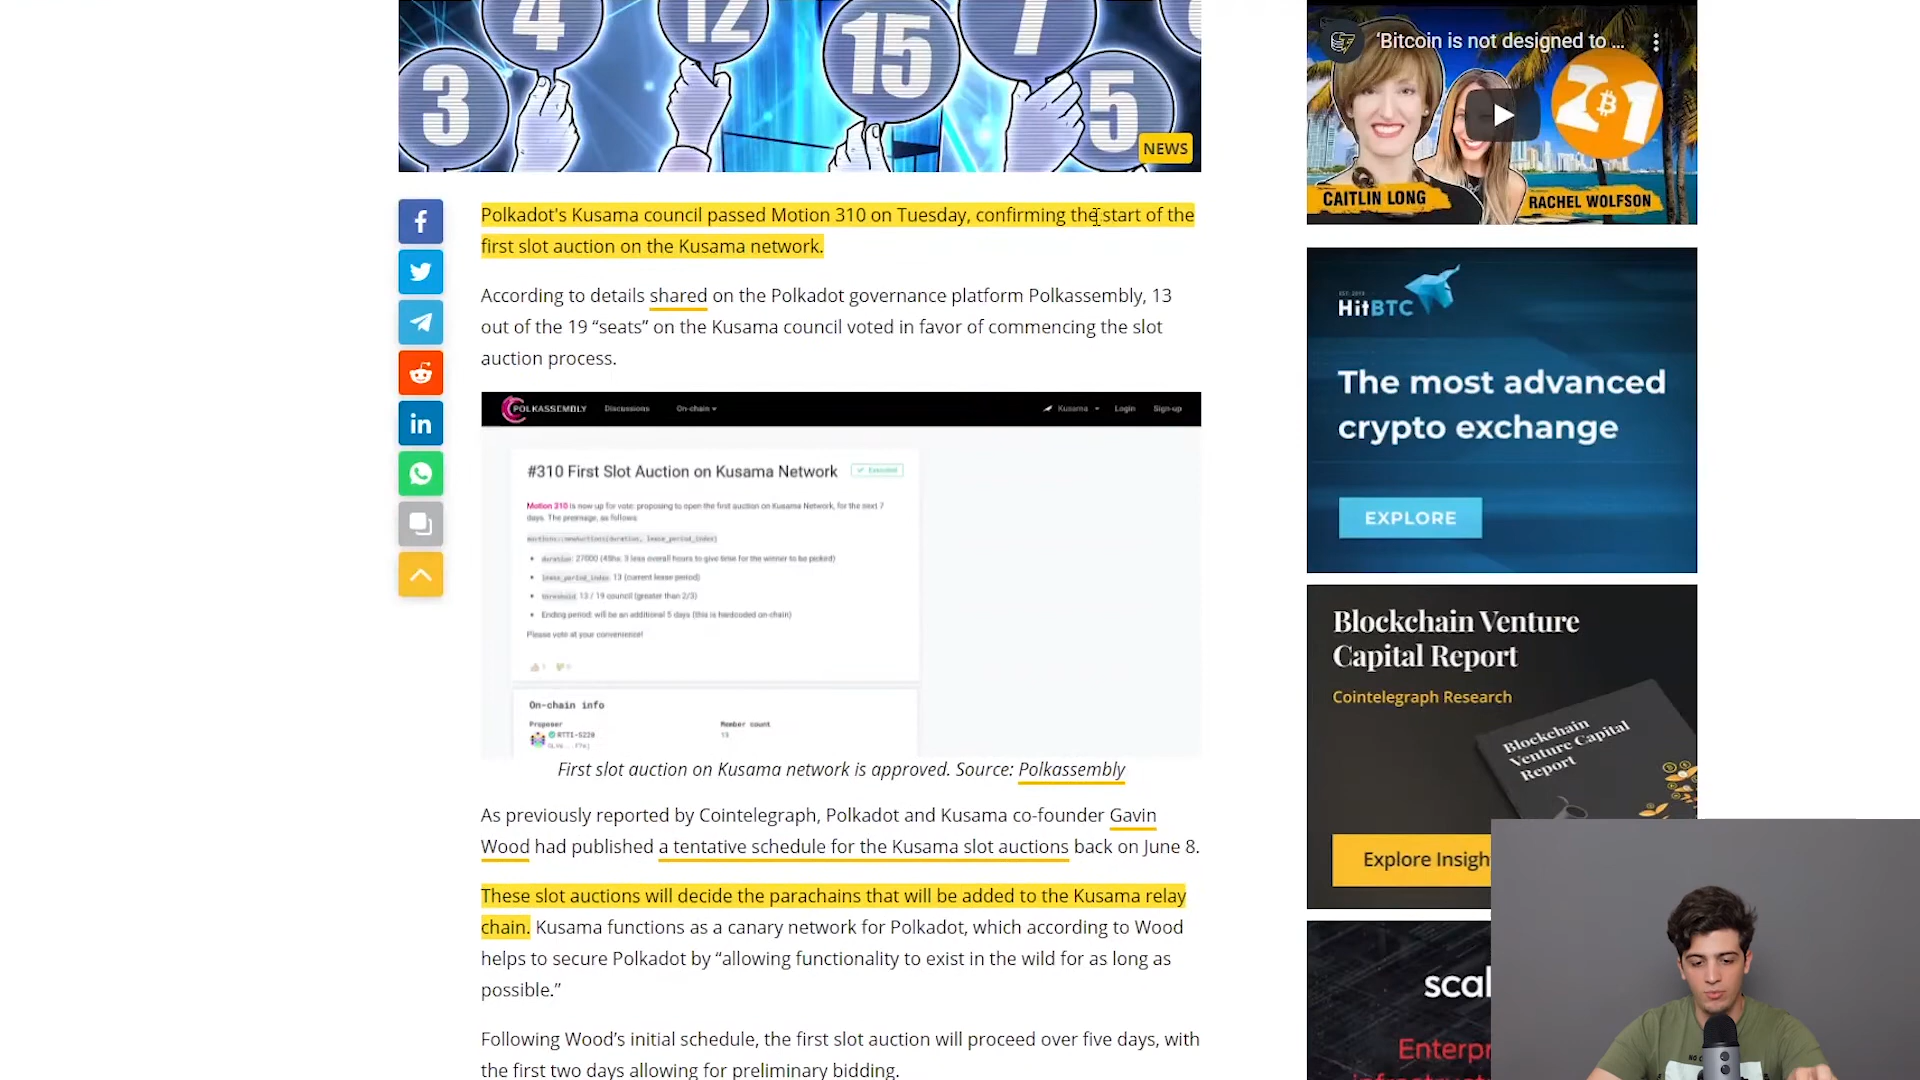 4
12
7
15
3
5
NEWS
'Bitcoin is not designed to ...
21
CAITLIN LONG
RACHEL WOLFSON
Polkadot's Kusama council passed Motion 310 on Tuesday, confirming the start of the
first slot auction on the Kusama network.
According to details shared on the Polkadot governance platform Polkassembly, 13
out of the 19 “seats” on the Kusama council voted in favor of commencing the slot
auction process.
POLKASSEMBLY Discussions On-chain Kusama Login Sign-up
#310 First Slot Auction on Kusama Network Executed
Motion 310 is now up for vote: proposing to open the first auction on Kusama Network, for the next 7
days. The preimage, as follows:
duration: 27000 (48hs: 3 less overall hours to give time for the winner to be picked)
lease_period_index: 13 (current lease period)
threshold: 13 / 19 council (greater than 2/3)
Ending period: will be an additional 5 days (this is hardcoded on-chain)
Please vote at your convenience!
On-chain info
Proposer Member count
RTTI-5220 13
First slot auction on Kusama network is approved. Source: Polkassembly
As previously reported by Cointelegraph, Polkadot and Kusama co-founder Gavin
Wood had published a tentative schedule for the Kusama slot auctions back on June 8.
These slot auctions will decide the parachains that will be added to the Kusama relay
chain. Kusama functions as a canary network for Polkadot, which according to Wood
helps to secure Polkadot by “allowing functionality to exist in the wild for as long as
possible.”
Following Wood’s initial schedule, the first slot auction will proceed over five days, with
the first two days allowing for preliminary bidding.
HitBTC
The most advanced
crypto exchange
EXPLORE
Blockchain Venture
Capital Report
Cointelegraph Research
Blockchain
Venture Capital
Report
Explore Insigh
scal
Enterpr